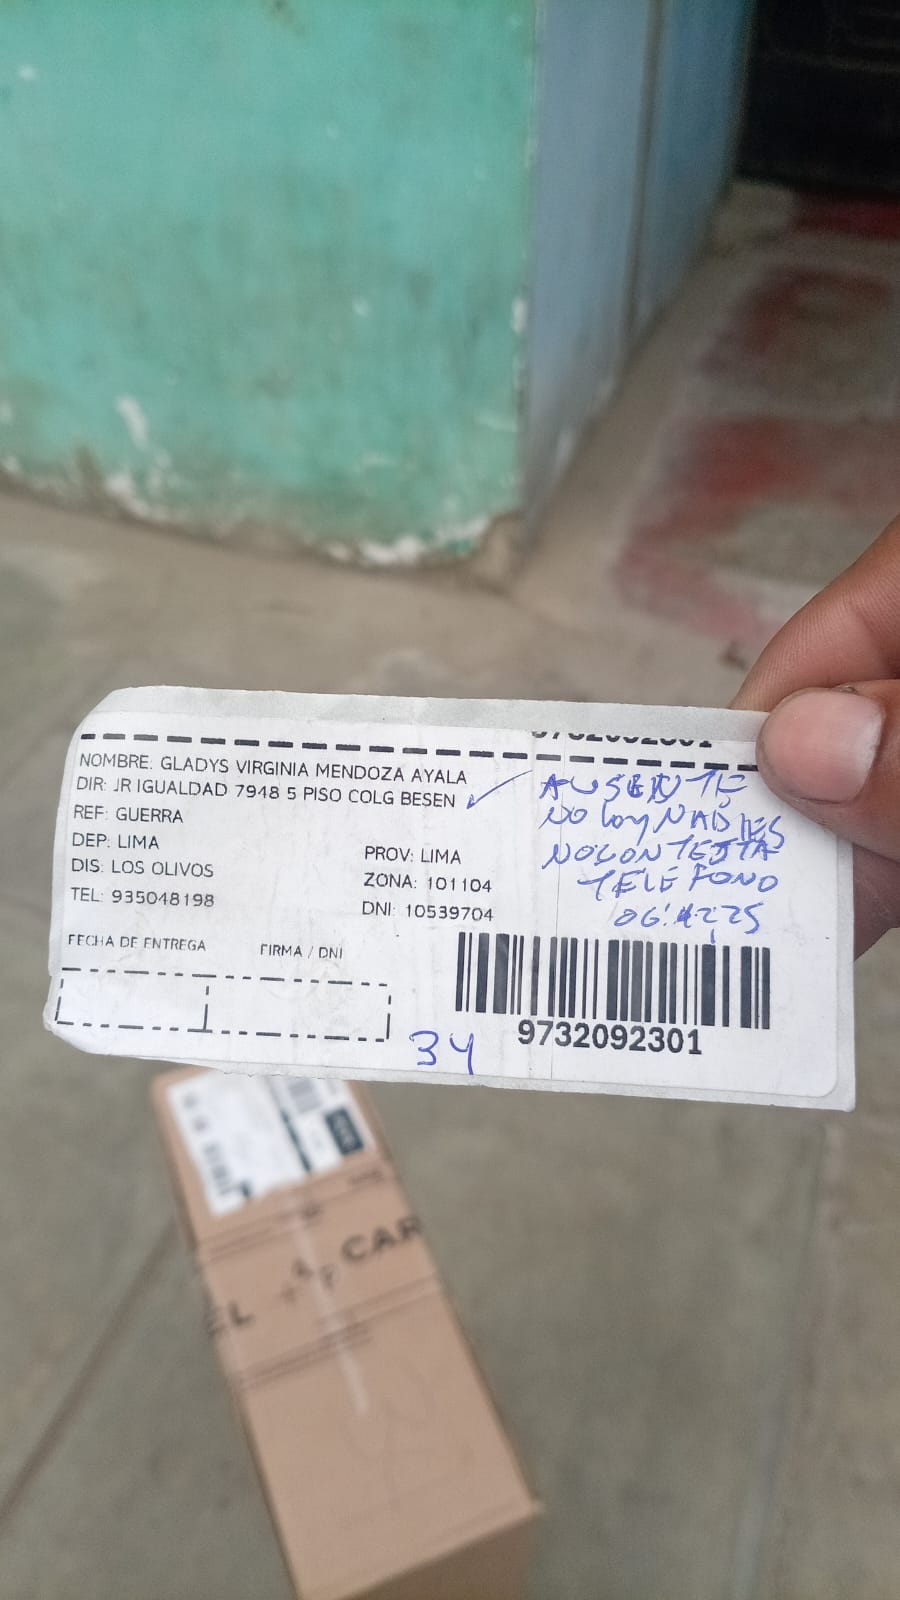 NOMBRE: GLADYS VIRGINIA MENDOZA AYALA
DIR: JR IGUALDAD 7948 5 PISO COLG BESEN
REF: GUERRA
DEP: LIMA
PROV: LIMA
DIS: LOS OLIVOS
ZONA: 101104
TEL: 935048198
DNI: 10539704
FECHA DE ENTREGA
FIRMA / DNI
AUSENTE
NO
NO CONTESTA
TELEFONO
34
9732092301
CAR
EL